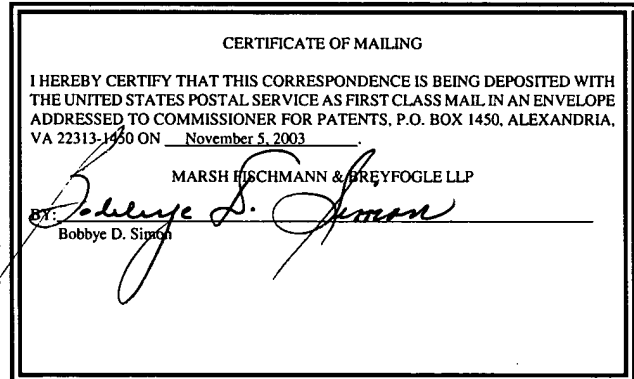 CERTIFICATE OF MAILING
I HEREBY CERTIFY THAT THIS CORRESPONDENCE IS BEING DEPOSITED WITH
THE UNITED STATES POSTAL SERVICE AS FIRST CLASS MAIL IN AN ENVELOPE
ADDRESSED TO COMMISSIONER FOR PATENTS, P.O. BOX 1450, ALEXANDRIA,
VA 22313-1450 ON November 5, 2003.
MARSH FISCHMANN & BREYFOGLE LLP
BY: Bobbye D. Simon
Bobbye D. Simon